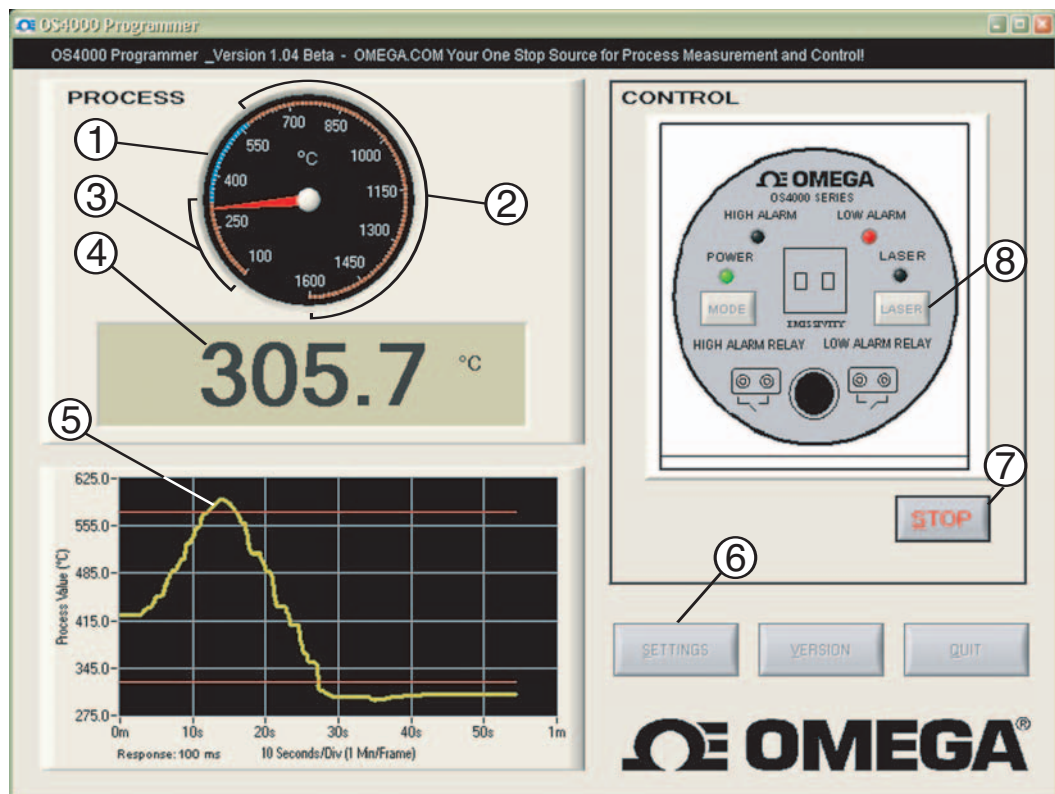 OS4000 Programmer
OS4000 Programmer _Version 1.04 Beta - OMEGA.COM Your One Stop Source for Process Measurement and Control!
PROCESS
1
2
3
4
°C
100
250
400
550
700
850
1000
1150
1300
1450
1600
305.7 °C
5
Process Value (°C)
625.0
555.0
485.0
415.0
345.0
275.0
0m 10s 20s 30s 40s 50s 1m
Response: 100 ms 10 Seconds/Div (1 Min/Frame)
CONTROL
ΩE OMEGA
OS4000 SERIES
HIGH ALARM LOW ALARM
POWER LASER
8
MODE LASER
EMISSIVITY
HIGH ALARM RELAY LOW ALARM RELAY
7
STOP
6
SETTINGS VERSION QUIT
ΩE OMEGA®